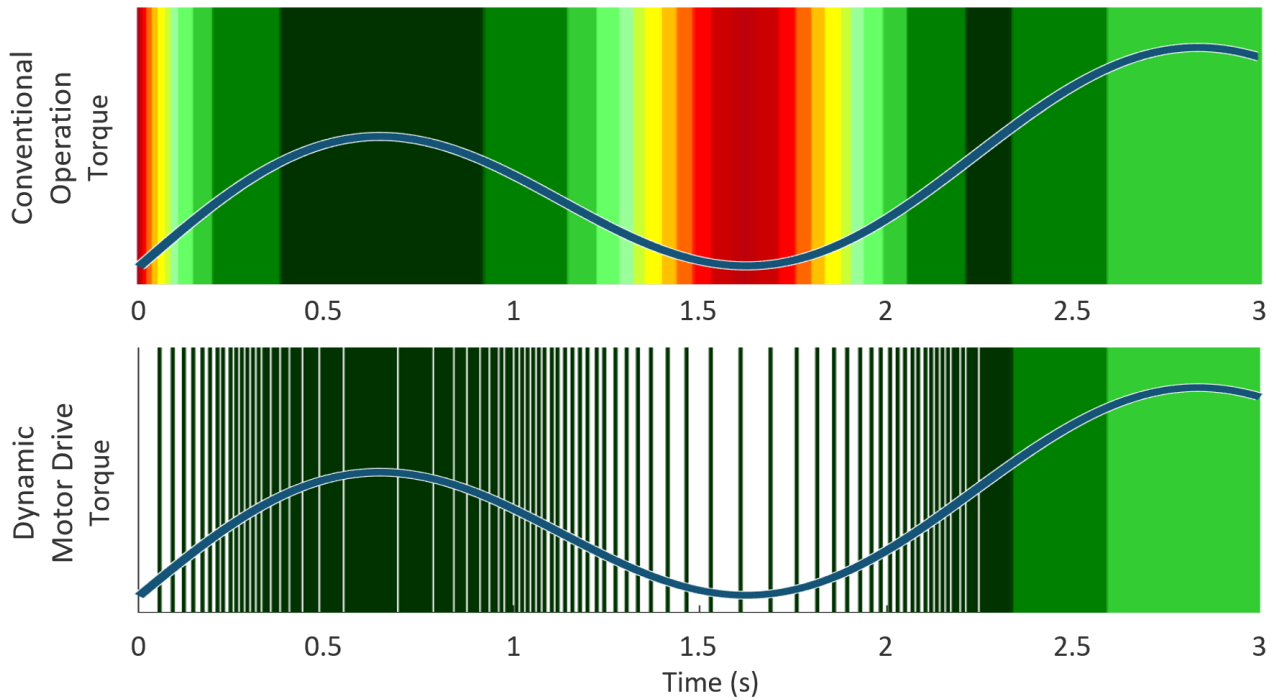 Conventional
Operation
Torque
0 0.5 1 1.5 2 2.5 3
Dynamic
Motor Drive
Torque
0 0.5 1 1.5 2 2.5 3
Time (s)